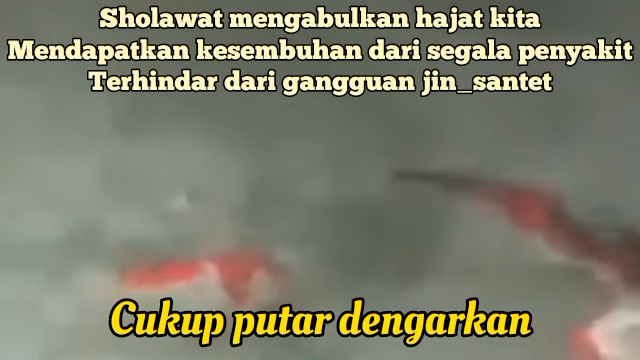 Sholawat mengabulkan hajat kita
Mendapatkan kesembuhan dari segala penyakit
Terhindar dari gangguan jin_santet
Cukup putar dengarkan